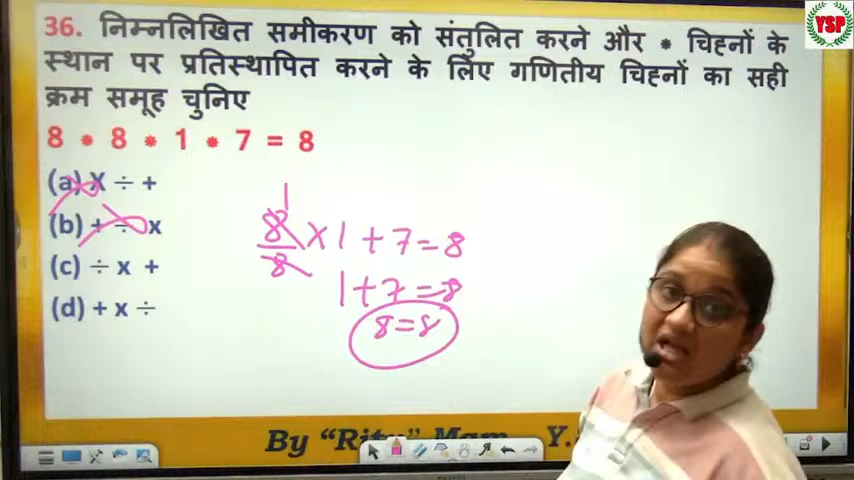 36. निम्नलिखित समीकरण को संतुलित करने और * चिह्नों के
स्थान पर प्रतिस्थापित करने के लिए गणितीय चिह्नों का सही
क्रम समूह चुनिए
8 * 8 * 1 * 7 = 8
(a) X ÷ +
(b) + ÷ x
(c) ÷ x +
(d) + x ÷
1
8/8 X 1 + 7 = 8
1 + 7 = 8
8 = 8
By “Ritu” Mam Y.
YSP